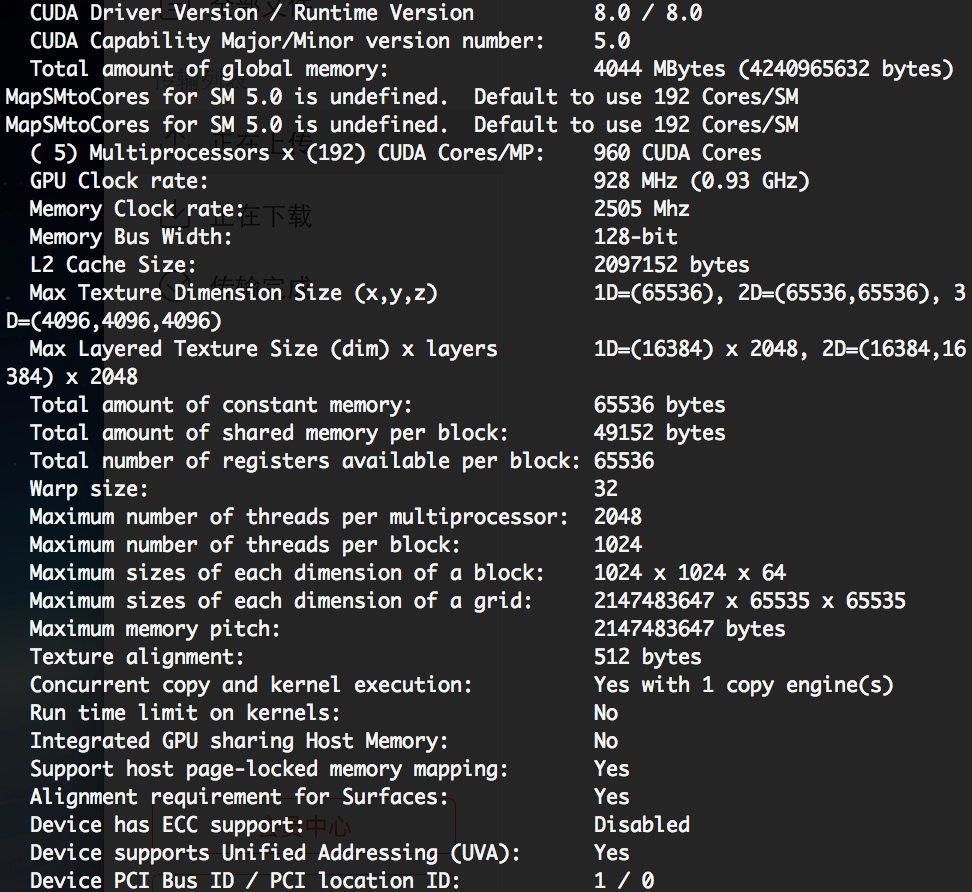 CUDA Driver Version / Runtime Version 8.0 / 8.0
CUDA Capability Major/Minor version number: 5.0
Total amount of global memory: 4044 MBytes (4240965632 bytes)
MapSMtoCores for SM 5.0 is undefined. Default to use 192 Cores/SM
MapSMtoCores for SM 5.0 is undefined. Default to use 192 Cores/SM
( 5) Multiprocessors x (192) CUDA Cores/MP: 960 CUDA Cores
GPU Clock rate: 928 MHz (0.93 GHz)
Memory Clock rate: 2505 Mhz
正在下载
Memory Bus Width: 128-bit
L2 Cache Size: 2097152 bytes
传输完成
Max Texture Dimension Size (x,y,z) 1D=(65536), 2D=(65536,65536), 3
D=(4096,4096,4096)
Max Layered Texture Size (dim) x layers 1D=(16384) x 2048, 2D=(16384,16
384) x 2048
Total amount of constant memory: 65536 bytes
Total amount of shared memory per block: 49152 bytes
Total number of registers available per block: 65536
Warp size: 32
Maximum number of threads per multiprocessor: 2048
Maximum number of threads per block: 1024
Maximum sizes of each dimension of a block: 1024 x 1024 x 64
Maximum sizes of each dimension of a grid: 2147483647 x 65535 x 65535
Maximum memory pitch: 2147483647 bytes
Texture alignment: 512 bytes
Concurrent copy and kernel execution: Yes with 1 copy engine(s)
Run time limit on kernels: No
Integrated GPU sharing Host Memory: No
Support host page-locked memory mapping: Yes
Alignment requirement for Surfaces: Yes
Device has ECC support: Disabled
Device supports Unified Addressing (UVA): Yes
Device PCI Bus ID / PCI location ID: 1 / 0